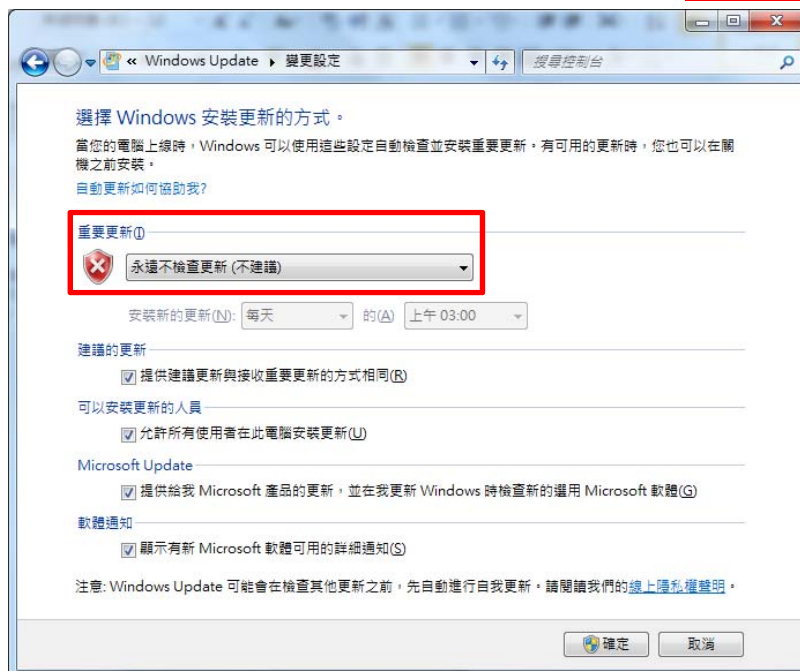 « Windows Update ▸ 變更設定
搜尋控制台
選擇 Windows 安裝更新的方式。
當您的電腦上線時，Windows 可以使用這些設定自動檢查並安裝重要更新。有可用的更新時，您也可以在關
機之前安裝。
自動更新如何協助我?
重要更新(I)
永遠不檢查更新 (不建議)
安裝新的更新(N): 每天 的(A) 上午 03:00
建議的更新
提供建議更新與接收重要更新的方式相同(R)
可以安裝更新的人員
允許所有使用者在此電腦安裝更新(U)
Microsoft Update
提供給我 Microsoft 產品的更新，並在我更新 Windows 時檢查新的選用 Microsoft 軟體(G)
軟體通知
顯示有新 Microsoft 軟體可用的詳細通知(S)
注意: Windows Update 可能會在檢查其他更新之前，先自動進行自我更新。請閱讀我們的線上隱私權聲明。
確定 取消